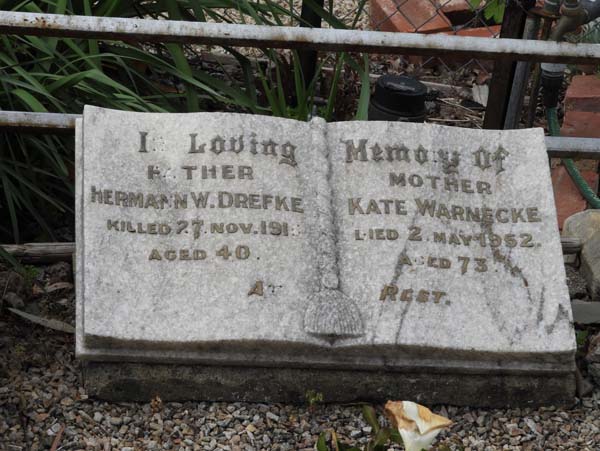 In Loving Memory of
FATHER
HERMANN W. DREFKE
KILLED 27 NOV. 191
AGED 40.
MOTHER
KATE WARNECKE
DIED 2 MAY 1952.
AGED 73.
AT REST.